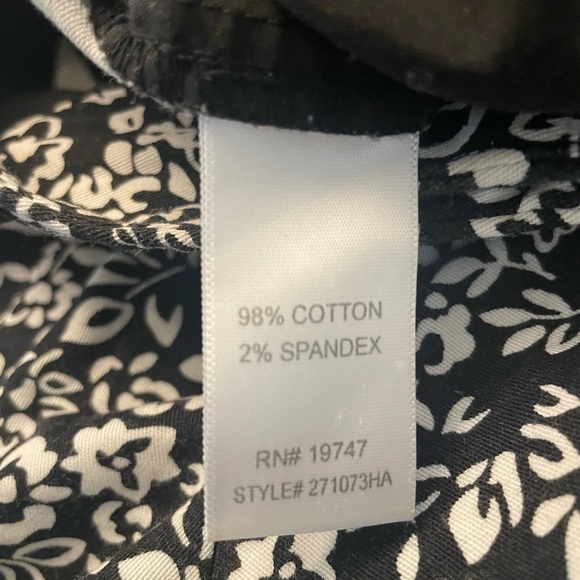 98% COTTON
2% SPANDEX
RN# 19747
STYLE# 271073HA